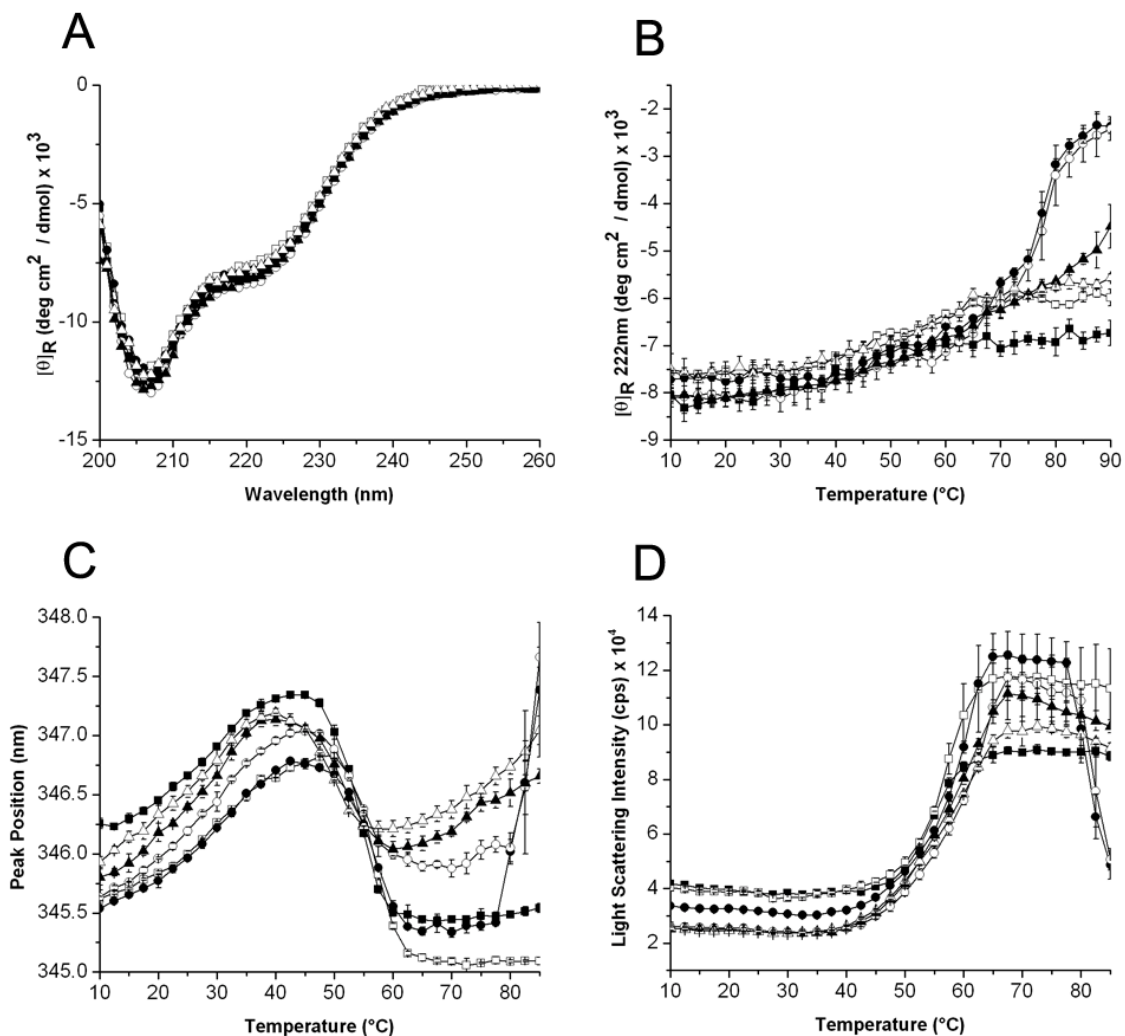 A
[θ]R (deg cm² / dmol) x 10³
0
-5
-10
-15
200 210 220 230 240 250 260
Wavelength (nm)
B
[θ]R 222nm (deg cm² / dmol) x 10³
-2
-3
-4
-5
-6
-7
-8
-9
10 20 30 40 50 60 70 80 90
Temperature (°C)
C
Peak Position (nm)
348.0
347.5
347.0
346.5
346.0
345.5
345.0
10 20 30 40 50 60 70 80
Temperature (°C)
D
Light Scattering Intensity (cps) x 10⁴
14
12
10
8
6
4
2
10 20 30 40 50 60 70 80
Temperature (°C)